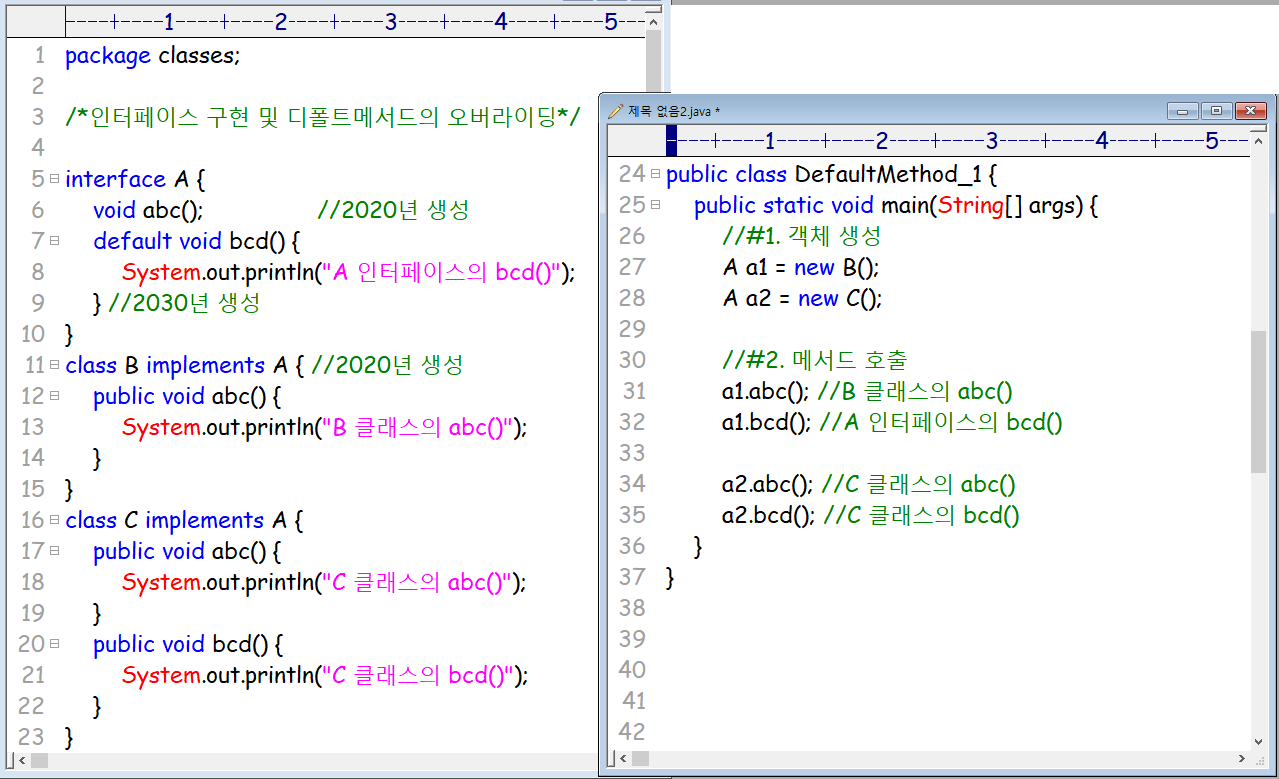 ----+----1----+----2----+----3----+----4----+----5--
1 package classes;
2
3 /*인터페이스 구현 및 디폴트메서드의 오버라이딩*/
4
5 interface A {
6 void abc(); //2020년 생성
7 default void bcd() {
8 System.out.println("A 인터페이스의 bcd()");
9 } //2030년 생성
10 }
11 class B implements A { //2020년 생성
12 public void abc() {
13 System.out.println("B 클래스의 abc()");
14 }
15 }
16 class C implements A {
17 public void abc() {
18 System.out.println("C 클래스의 abc()");
19 }
20 public void bcd() {
21 System.out.println("C 클래스의 bcd()");
22 }
23 }
제목 없음2.java *
----+----1----+----2----+----3----+----4----+----5--
24 public class DefaultMethod_1 {
25 public static void main(String[] args) {
26 //#1. 객체 생성
27 A a1 = new B();
28 A a2 = new C();
29
30 //#2. 메서드 호출
31 a1.abc(); //B 클래스의 abc()
32 a1.bcd(); //A 인터페이스의 bcd()
33
34 a2.abc(); //C 클래스의 abc()
35 a2.bcd(); //C 클래스의 bcd()
36 }
37 }
38
39
40
41
42